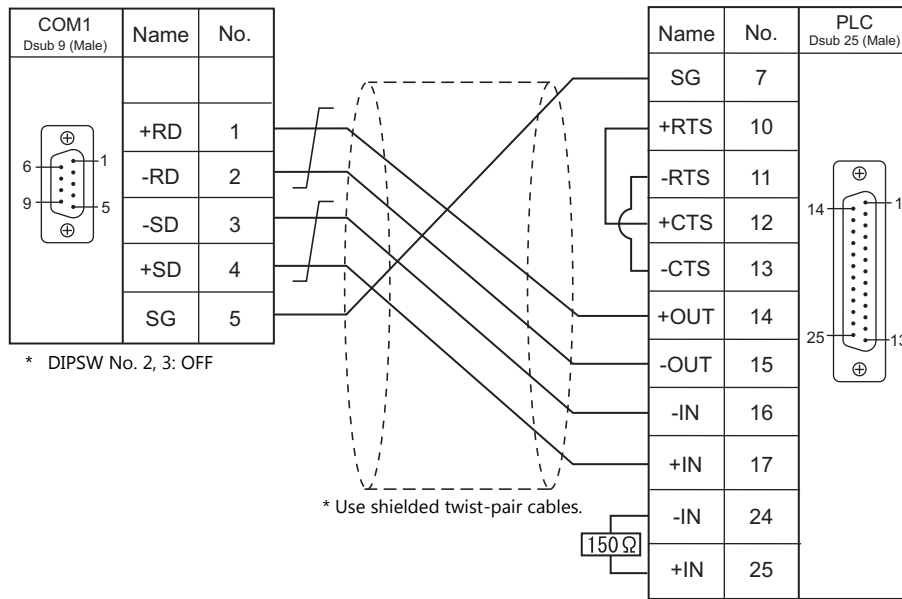 COM1
Dsub 9 (Male)
Name No.
+RD 1
-RD 2
-SD 3
+SD 4
SG 5
6
1
9
5
* DIPSW No. 2, 3: OFF
* Use shielded twist-pair cables.
Name No.
PLC
Dsub 25 (Male)
SG 7
+RTS 10
-RTS 11
+CTS 12
-CTS 13
+OUT 14
-OUT 15
-IN 16
+IN 17
-IN 24
+IN 25
150Ω
14
1
25
13